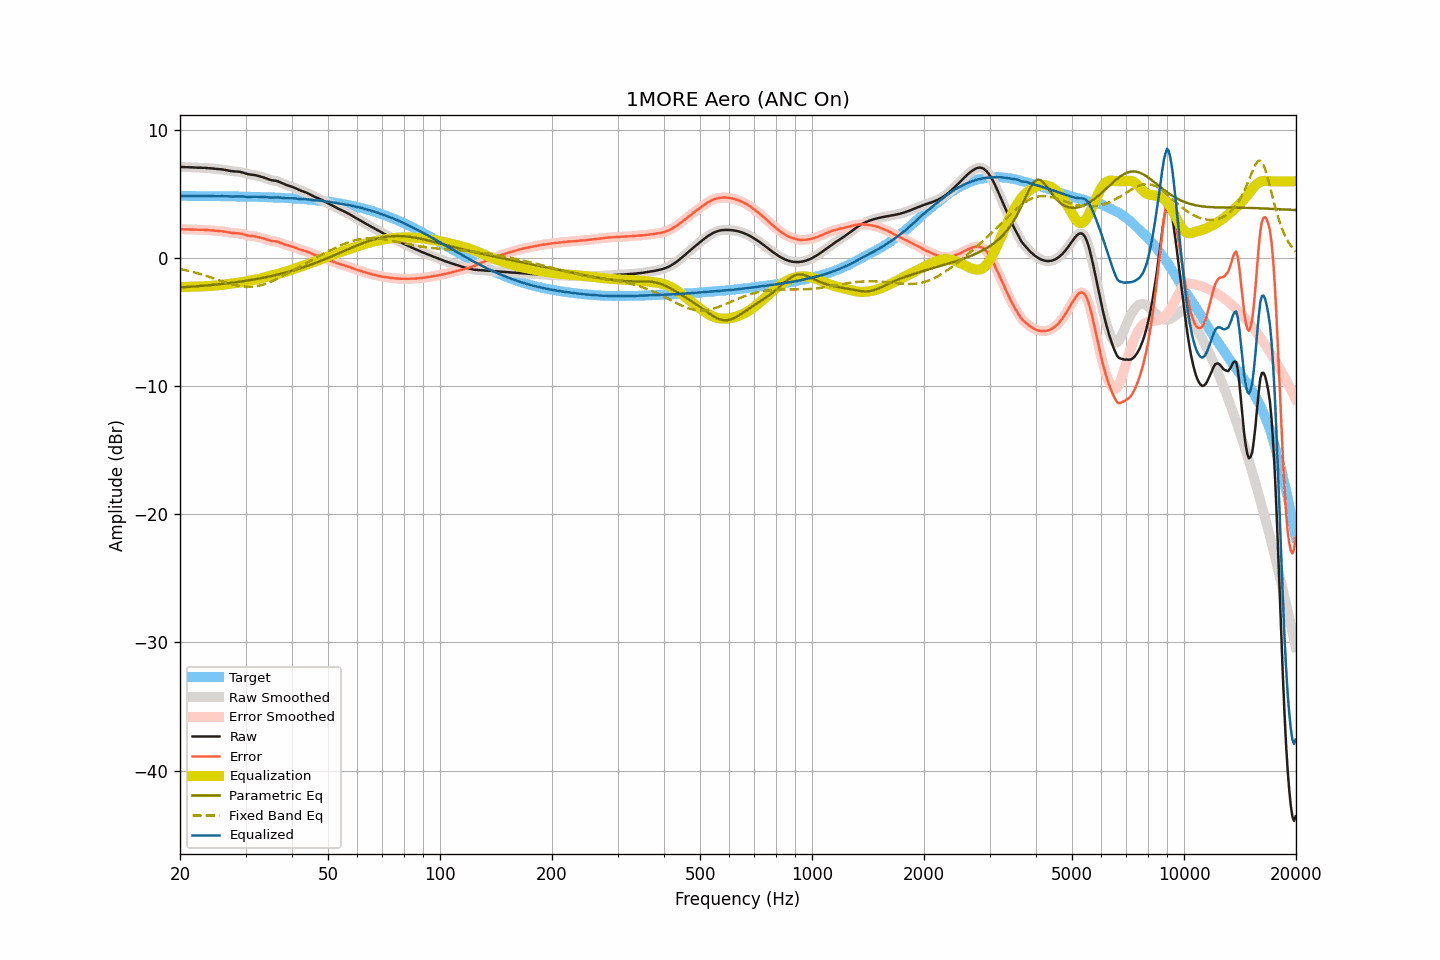 1MORE Aero (ANC On)
10
0
−10
−20
−30
−40
Amplitude (dBr)
Target
Raw Smoothed
Error Smoothed
Raw
Error
Equalization
Parametric Eq
Fixed Band Eq
Equalized
20 50 100 200 500 1000 2000 5000 10000 20000
Frequency (Hz)